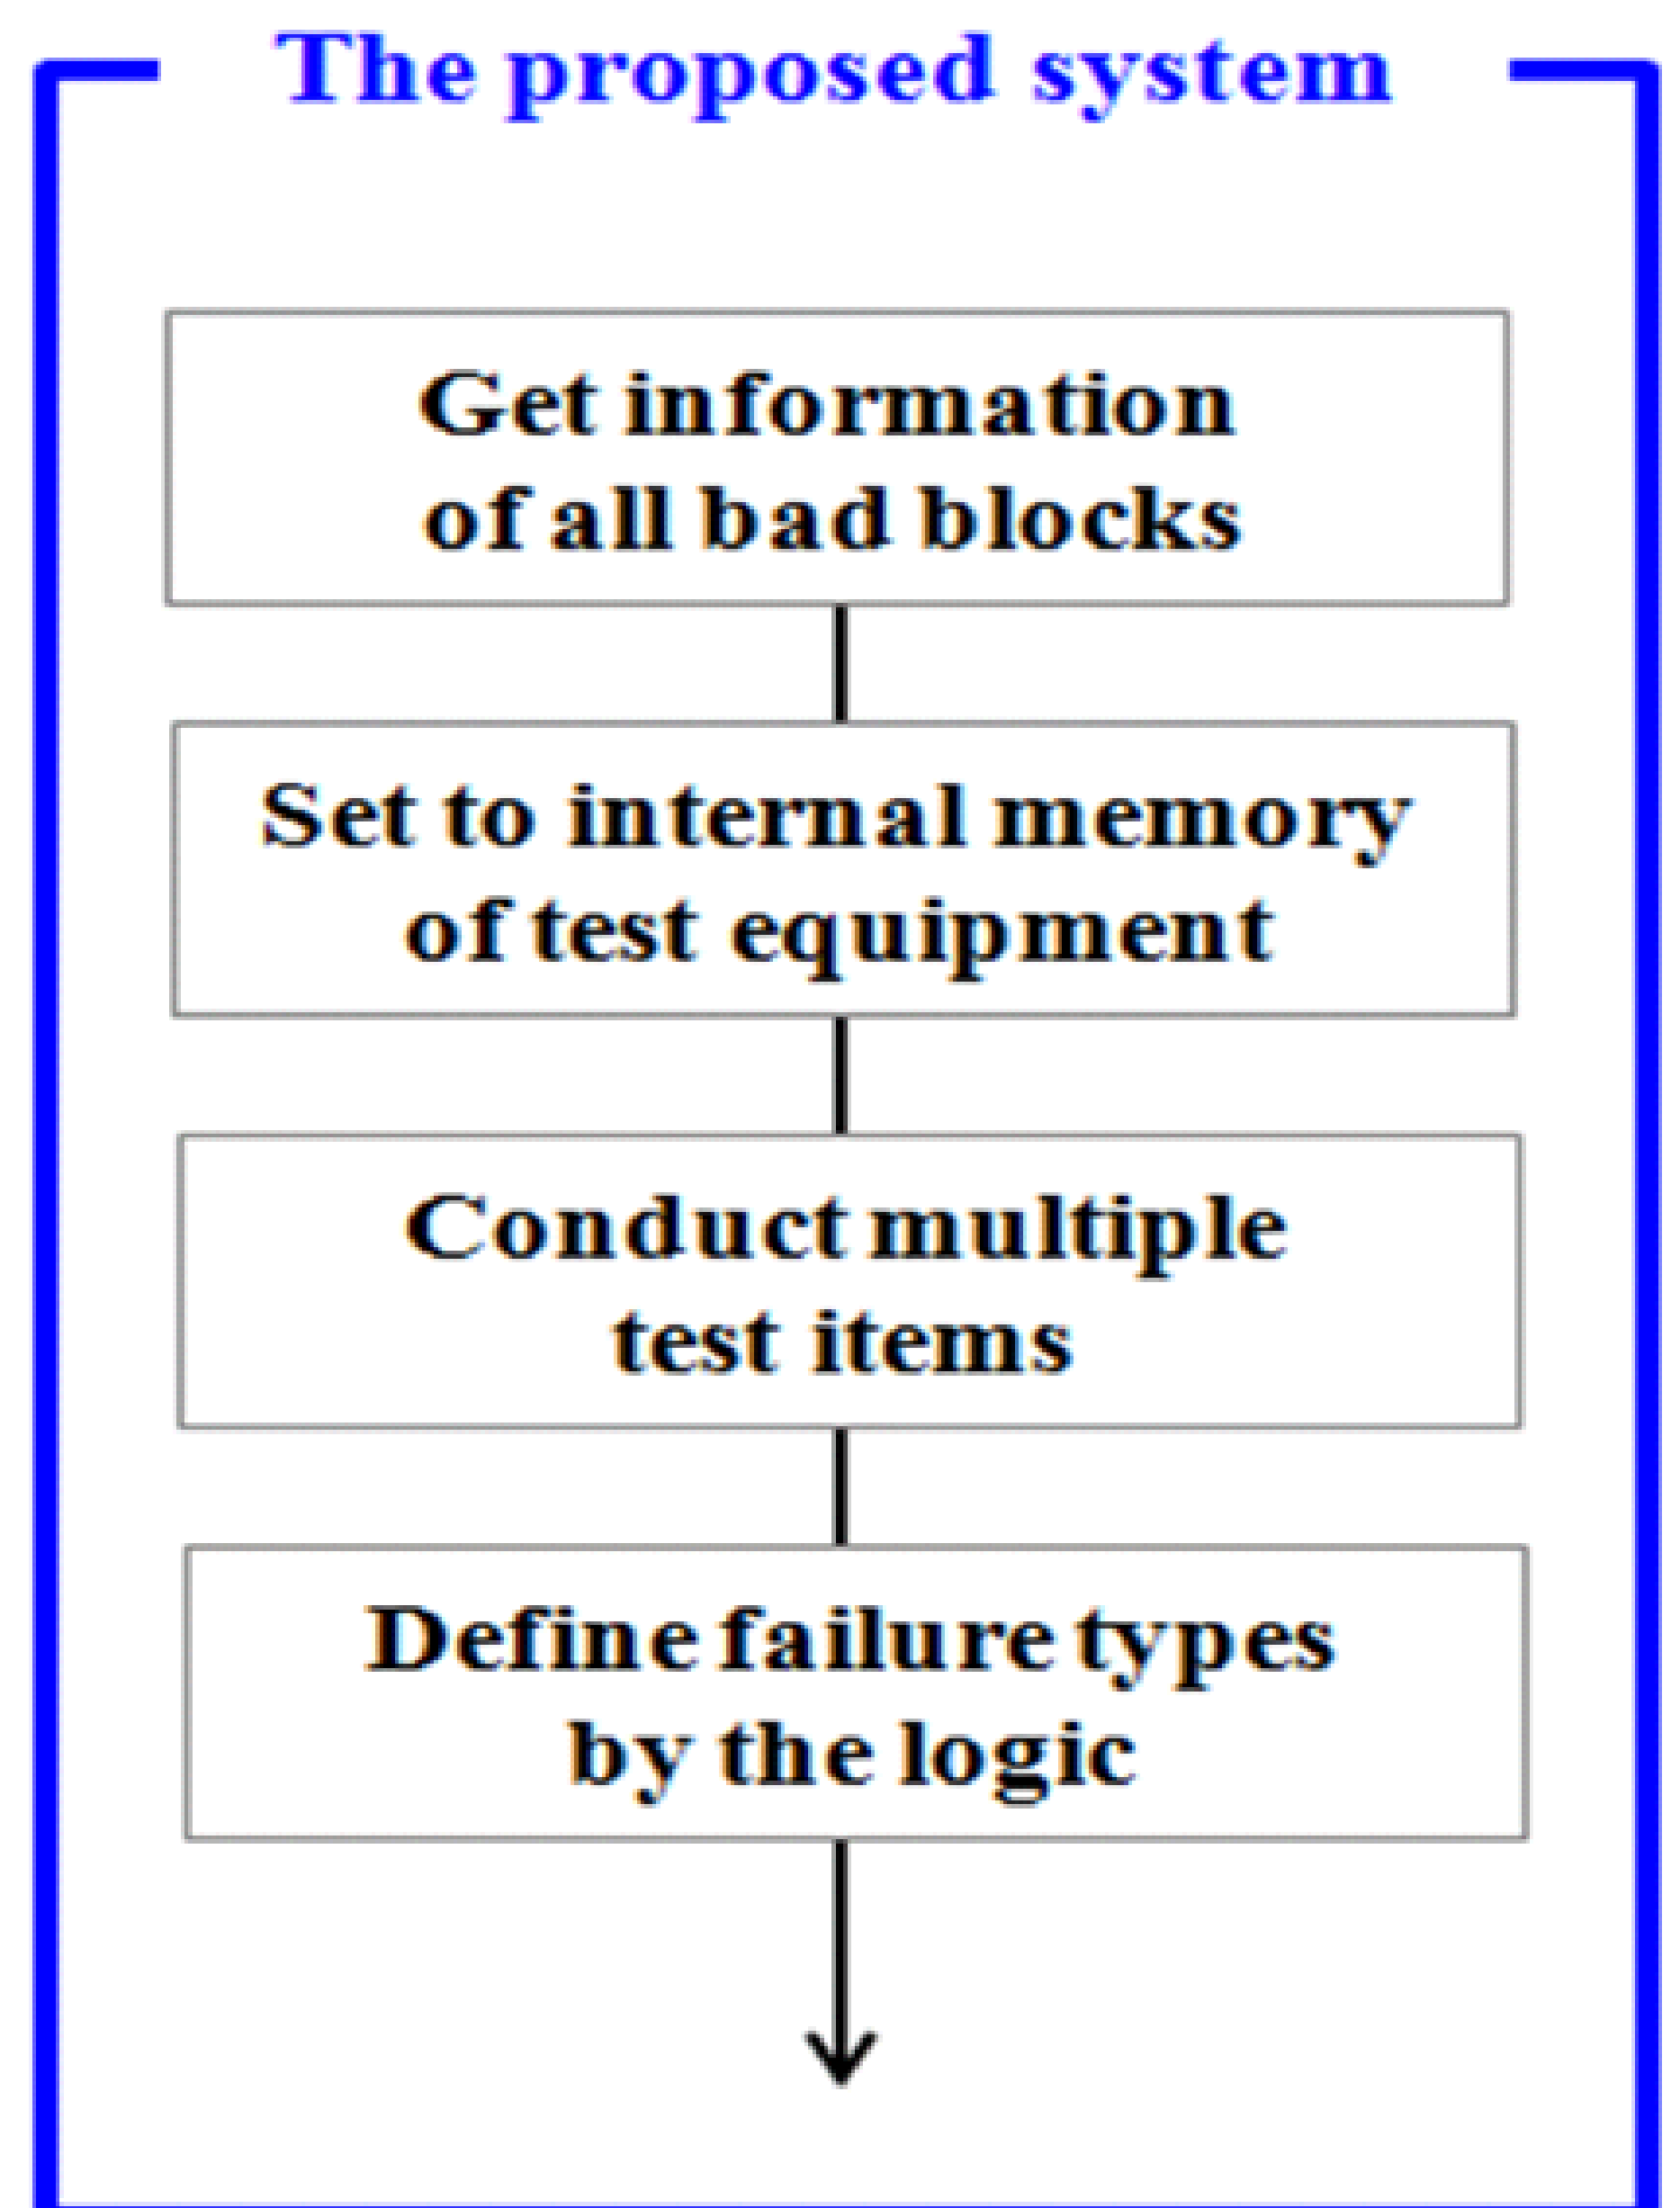 The proposed system
Get information
of all bad blocks
Set to internal memory
of test equipment
Conduct multiple
test items
Define failure types
by the logic